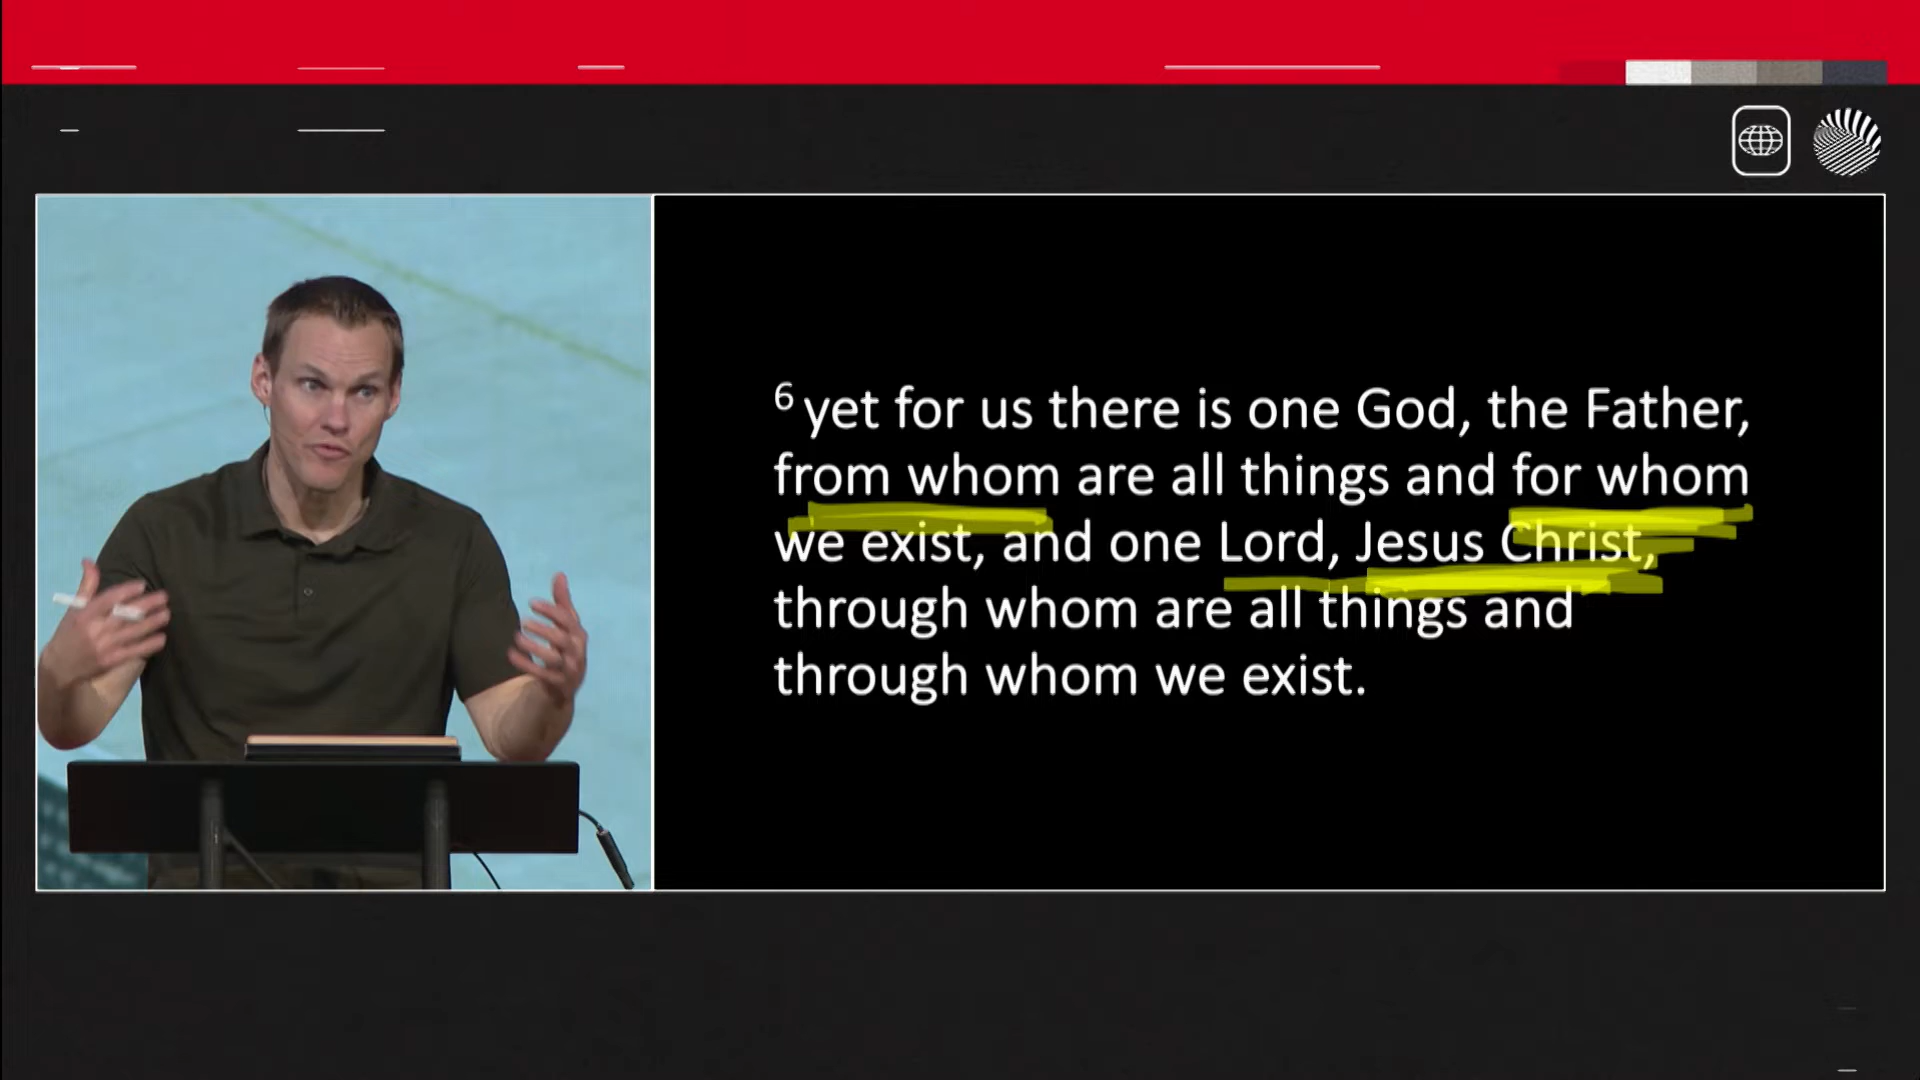 6 yet for us there is one God, the Father,
from whom are all things and for whom
we exist, and one Lord, Jesus Christ,
through whom are all things and
through whom we exist.